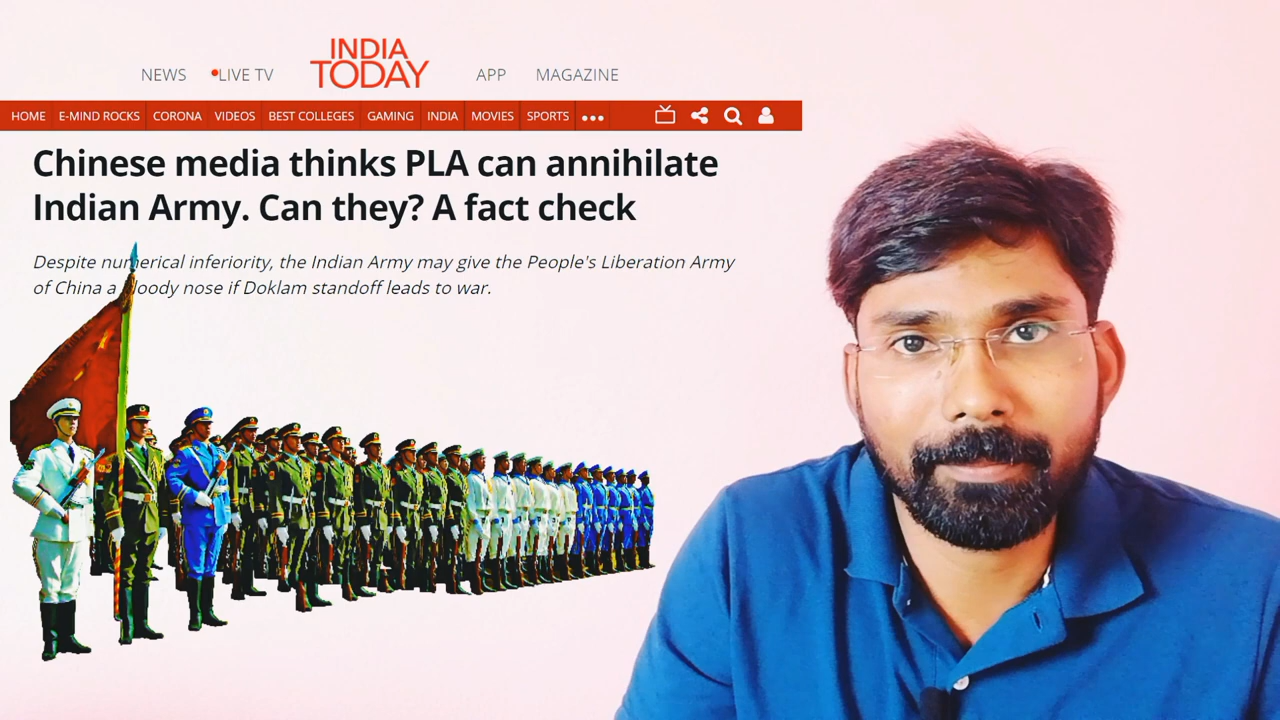 INDIA
TODAY
NEWS LIVE TV APP MAGAZINE
HOME E-MIND ROCKS CORONA VIDEOS BEST COLLEGES GAMING INDIA MOVIES SPORTS
Chinese media thinks PLA can annihilate
Indian Army. Can they? A fact check
Despite numerical inferiority, the Indian Army may give the People's Liberation Army
of China a bloody nose if Doklam standoff leads to war.